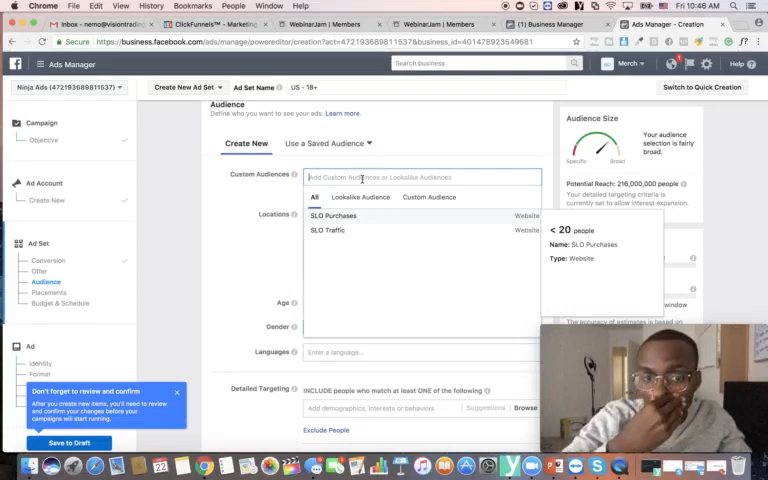 Chrome File Edit View History Bookmarks People Window Help
Fri 10:46 AM
Inbox - nemo@visiontrading
ClickFunnels™ - Marketing
WebinarJam | Members
WebinarJam | Members
(1) Business Manager
Ads Manager - Creation
Secure https://business.facebook.com/ads/manage/powereditor/creation?act=472193689811537&business_id=401478923549681
Ads Manager
Search business
Merch
1
Help
Ninja Ads (472193689811537)
Create New Ad Set
Ad Set Name
US - 18+
Switch to Quick Creation
Campaign
Objective
Ad Account
Create New
Ad Set
Conversion
Offer
Audience
Placements
Budget & Schedule
Ad
Identity
Format
Don't forget to review and confirm
After you create new items, you'll need to review
and confirm your changes before your
campaigns will start running.
Save to Draft
Audience
Define who you want to see your ads. Learn more.
Create New
Use a Saved Audience
Custom Audiences
Add Custom Audiences or Lookalike Audiences
All
Lookalike Audience
Custom Audience
SLO Purchases
Website
SLO Traffic
Website
Locations
Age
Gender
Languages
Enter a language...
Detailed Targeting
INCLUDE people who match at least ONE of the following
Add demographics, interests or behaviors
Suggestions
Browse
Exclude People
< 20 people
Name: SLO Purchases
Type: Website
Audience Size
Specific
Broad
Your audience
selection is fairly
broad.
Potential Reach: 216,000,000 people
Your detailed targeting criteria is
currently set to allow interest expansion.
window
The accuracy of estimates is based on